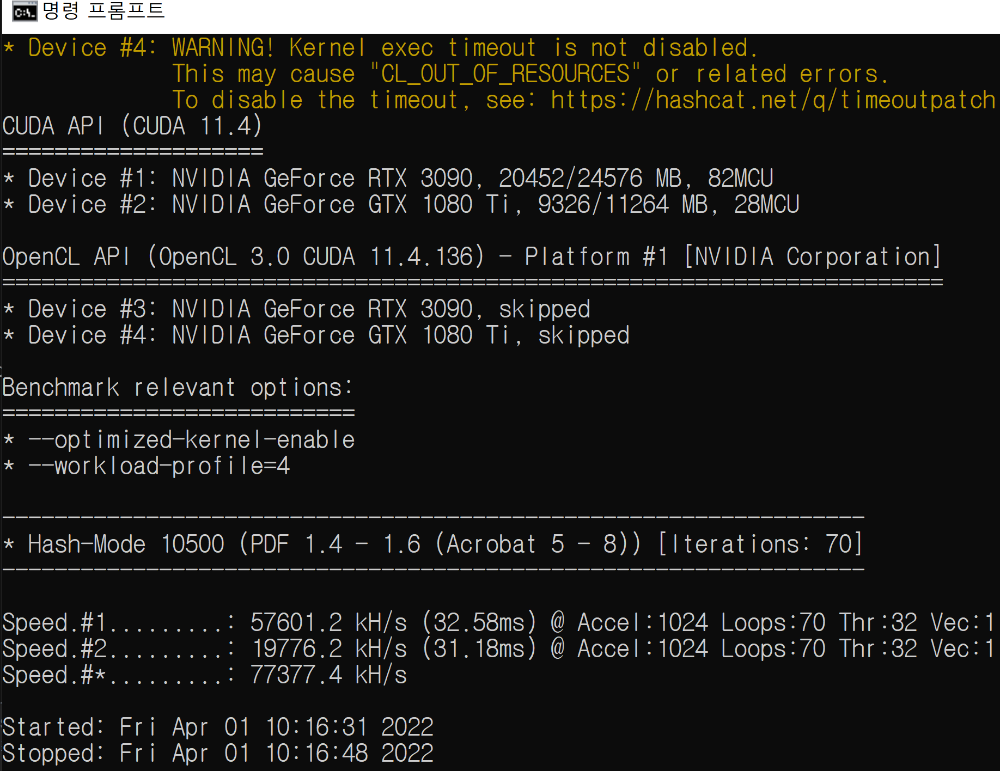 명령 프롬프트
* Device #4: WARNING! Kernel exec timeout is not disabled.
             This may cause "CL_OUT_OF_RESOURCES" or related errors.
             To disable the timeout, see: https://hashcat.net/q/timeoutpatch
CUDA API (CUDA 11.4)
====================
* Device #1: NVIDIA GeForce RTX 3090, 20452/24576 MB, 82MCU
* Device #2: NVIDIA GeForce GTX 1080 Ti, 9326/11264 MB, 28MCU

OpenCL API (OpenCL 3.0 CUDA 11.4.136) - Platform #1 [NVIDIA Corporation]
========================================================================
* Device #3: NVIDIA GeForce RTX 3090, skipped
* Device #4: NVIDIA GeForce GTX 1080 Ti, skipped

Benchmark relevant options:
===========================
* --optimized-kernel-enable
* --workload-profile=4

------------------------------------------------------------------
* Hash-Mode 10500 (PDF 1.4 - 1.6 (Acrobat 5 - 8)) [Iterations: 70]
------------------------------------------------------------------

Speed.#1.........: 57601.2 kH/s (32.58ms) @ Accel:1024 Loops:70 Thr:32 Vec:1
Speed.#2.........: 19776.2 kH/s (31.18ms) @ Accel:1024 Loops:70 Thr:32 Vec:1
Speed.#*.........: 77377.4 kH/s

Started: Fri Apr 01 10:16:31 2022
Stopped: Fri Apr 01 10:16:48 2022